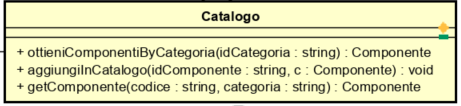 Catalogo
+ ottieniComponentiByCategoria(idCategoria : string) : Componente
+ aggiungiInCatalogo(idComponente : string, c : Componente) : void
+ getComponente(codice : string, categoria : string) : Componente